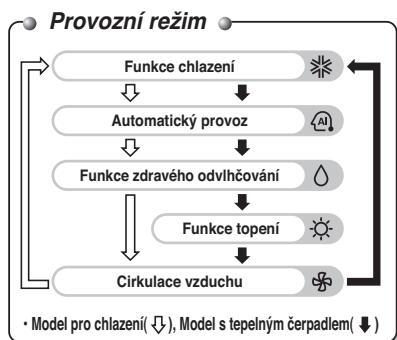 Provozní režim
Funkce chlazení
Automatický provoz
AI
Funkce zdravého odvlhčování
Funkce topení
Cirkulace vzduchu
· Model pro chlazení( ⇩ ), Model s tepelným čerpadlem( ⬇ )